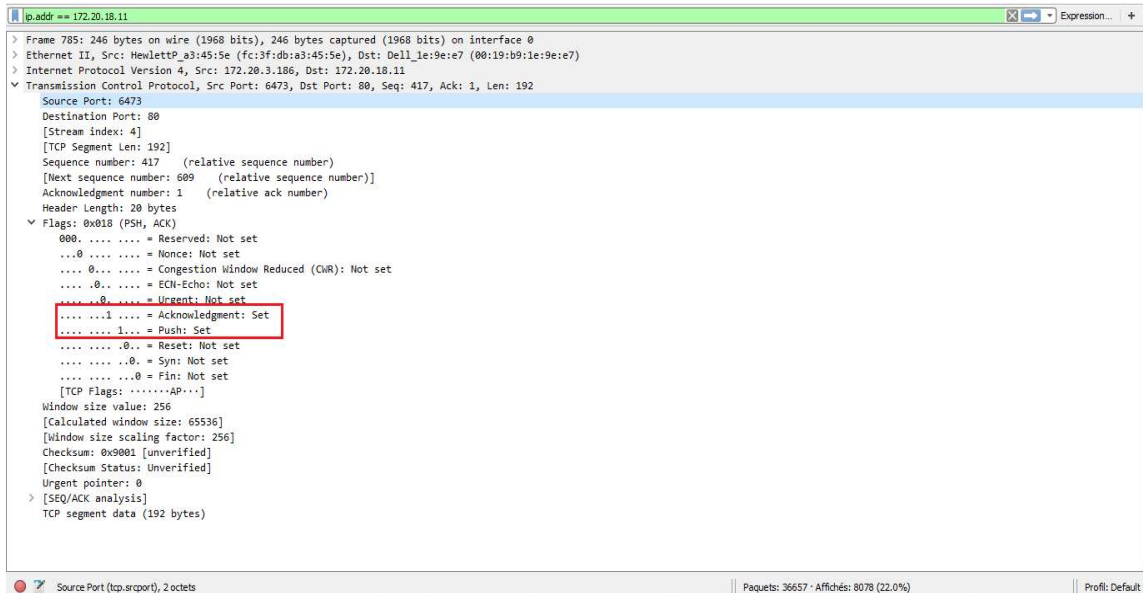 ip.addr == 172.20.18.11 Expression... +
> Frame 785: 246 bytes on wire (1968 bits), 246 bytes captured (1968 bits) on interface 0
> Ethernet II, Src: HewlettP_a3:45:5e (fc:3f:db:a3:45:5e), Dst: Dell_1e:9e:e7 (00:19:b9:1e:9e:e7)
> Internet Protocol Version 4, Src: 172.20.3.186, Dst: 172.20.18.11
Transmission Control Protocol, Src Port: 6473, Dst Port: 80, Seq: 417, Ack: 1, Len: 192
Source Port: 6473
Destination Port: 80
[Stream index: 4]
[TCP Segment Len: 192]
Sequence number: 417 (relative sequence number)
[Next sequence number: 609 (relative sequence number)]
Acknowledgment number: 1 (relative ack number)
Header Length: 20 bytes
Flags: 0x018 (PSH, ACK)
000. .... .... = Reserved: Not set
...0 .... .... = Nonce: Not set
.... 0... .... = Congestion Window Reduced (CWR): Not set
.... .0.. .... = ECN-Echo: Not set
.... ..0. .... = Urgent: Not set
.... ...1 .... = Acknowledgment: Set
.... .... 1... = Push: Set
.... .... .0.. = Reset: Not set
.... .... ..0. = Syn: Not set
.... .... ...0 = Fin: Not set
[TCP Flags: ·······AP···]
Window size value: 256
[Calculated window size: 65536]
[Window size scaling factor: 256]
Checksum: 0x9001 [unverified]
[Checksum Status: Unverified]
Urgent pointer: 0
> [SEQ/ACK analysis]
TCP segment data (192 bytes)
Source Port (tcp.srcport), 2 octets Paquets: 36657 · Affichés: 8078 (22.0%) Profil: Default